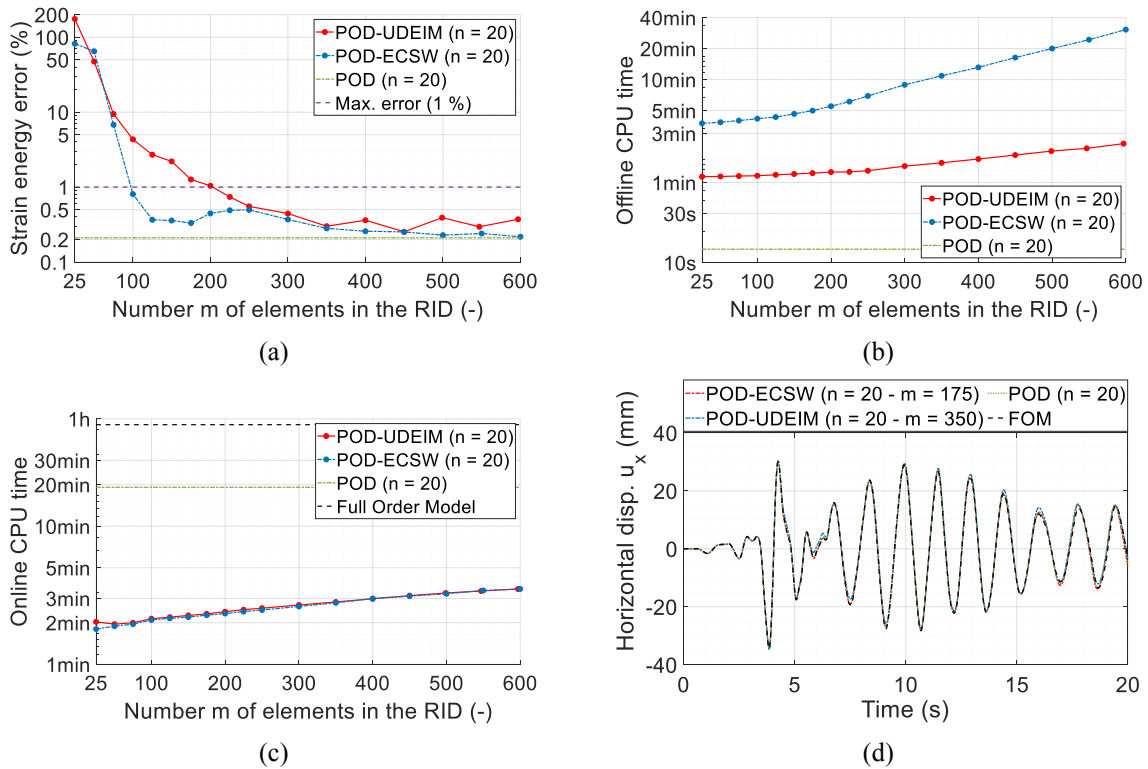 200
100
50
10
5
1
0.5
0.2
0.1
Strain energy error (%)
POD-UDEIM (n = 20)
POD-ECSW (n = 20)
POD (n = 20)
Max. error (1 %)
25 100 200 300 400 500 600
Number m of elements in the RID (-)
(a)
40min
20min
10min
5min
3min
1min
30s
10s
Offline CPU time
POD-UDEIM (n = 20)
POD-ECSW (n = 20)
POD (n = 20)
25 100 200 300 400 500 600
Number m of elements in the RID (-)
(b)
1h
30min
20min
10min
5min
3min
2min
1min
Online CPU time
POD-UDEIM (n = 20)
POD-ECSW (n = 20)
POD (n = 20)
Full Order Model
25 100 200 300 400 500 600
Number m of elements in the RID (-)
(c)
POD-ECSW (n = 20 - m = 175) POD (n = 20)
POD-UDEIM (n = 20 - m = 350) FOM
40
20
0
-20
-40
Horizontal disp. u_x (mm)
0 5 10 15 20
Time (s)
(d)